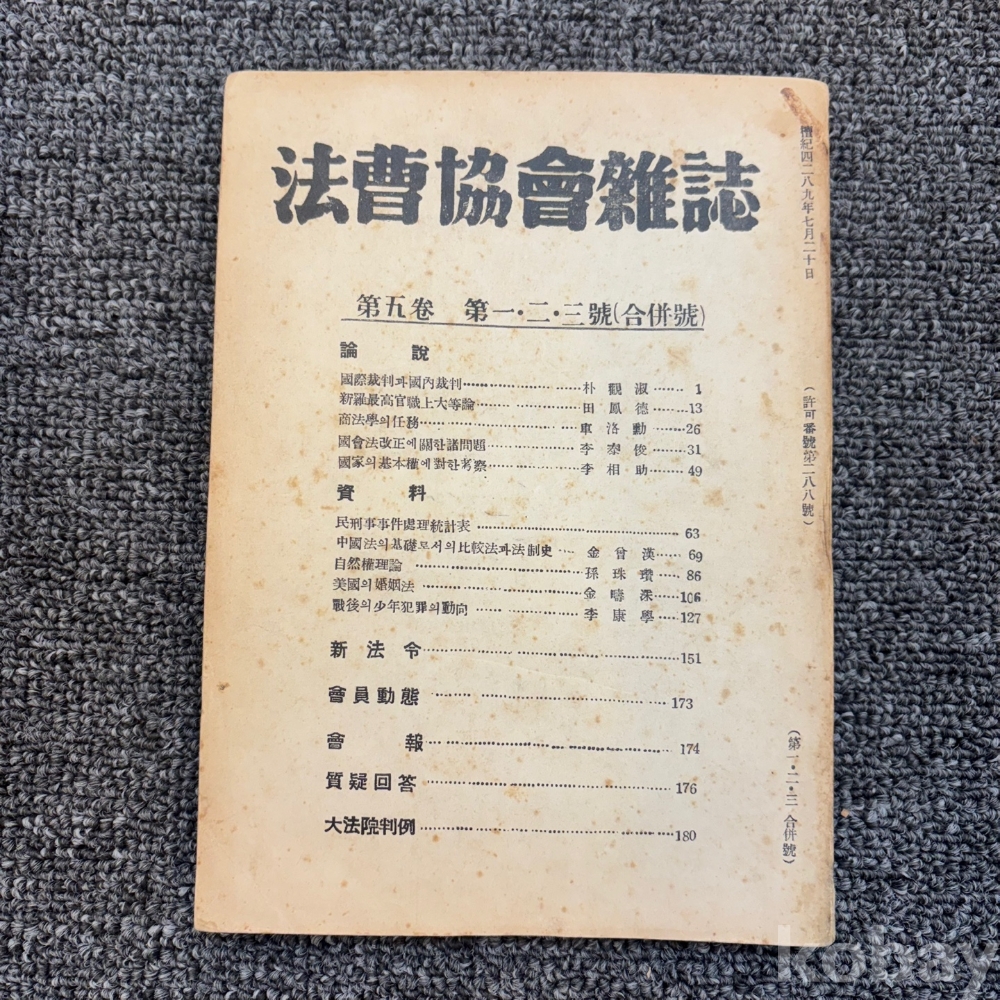 法曹協會雜誌
第五卷 第一·二·三號(合倂號)
論說
國際裁判과國內裁判 朴觀淑 1
新羅最高官職上大等論 田鳳德 13
商法學의任務 車洛勳 26
國會法改正에關한諸問題 李泰俊 31
國家의基本權에對한考察 李相助 49
資料
民刑事事件處理統計表 63
中國法의基礎로서의比較法과法制史 金曾漢 69
自然權理論 孫珠瓚 86
美國의婚姻法 金疇洙 106
戰後의少年犯罪의動向 李康學 127
新法令 151
會員動態 173
會報 174
質疑回答 176
大法院判例 180
檀紀四二八九年七月二十日
(許可番號第二八八號)
(第一·二·三合倂號)
kobay